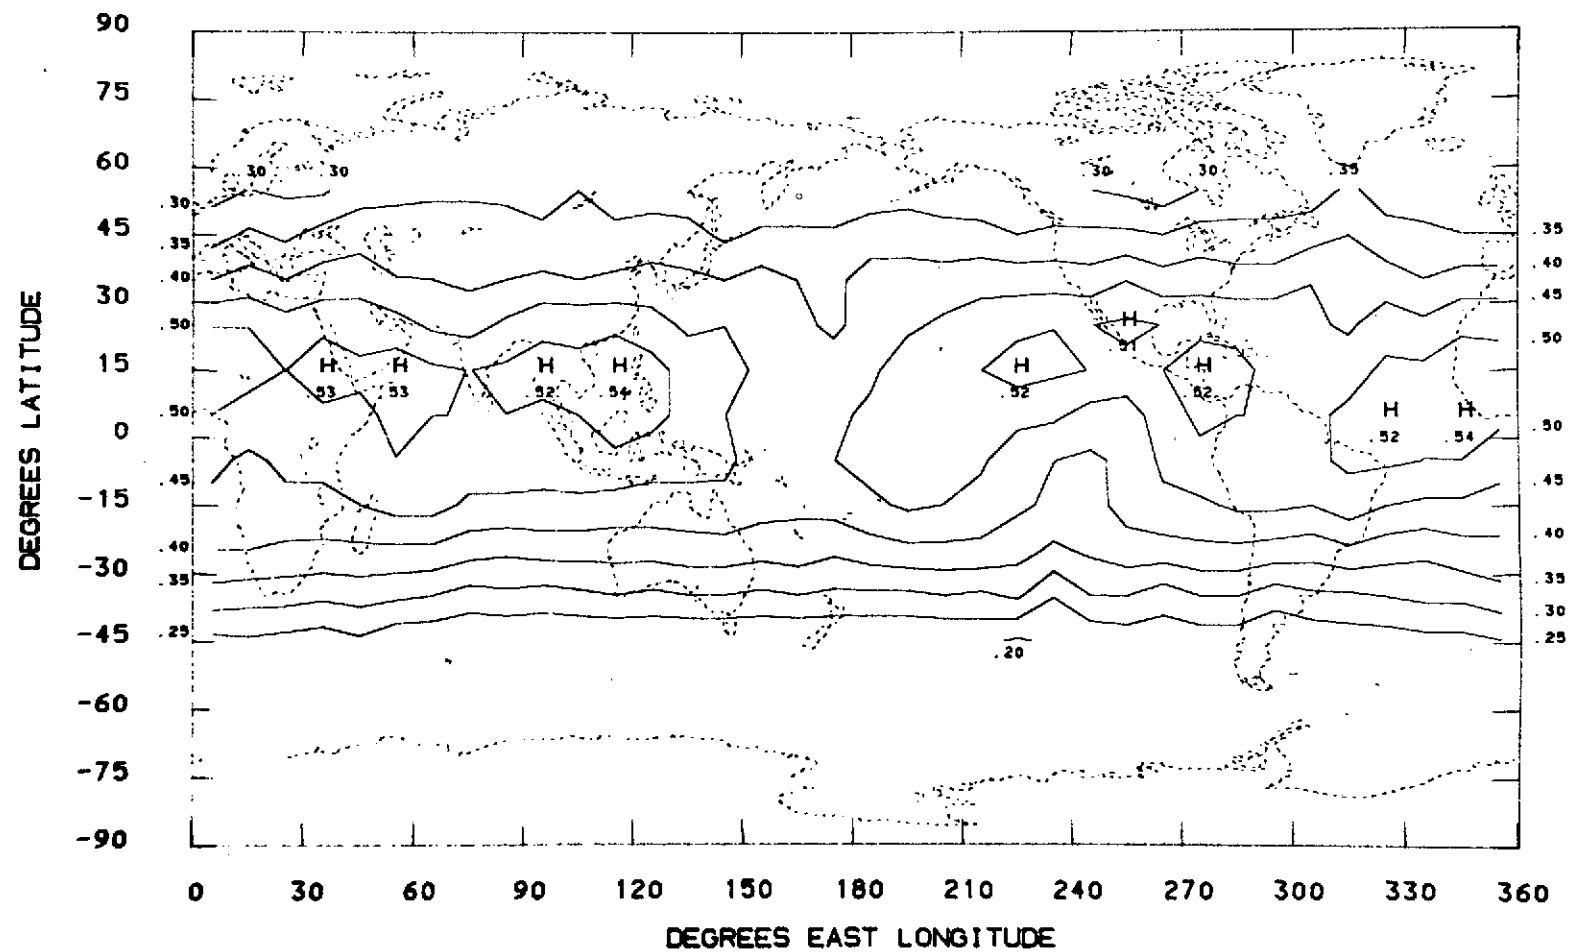 90
75
60
45
30
15
0
-15
-30
-45
-60
-75
-90
DEGREES LATITUDE
.30 .30 .30 .30 .35
.30
.35
.40
.50
.50
.45
.40
.35
.25
H .51
H .53
H .53
H .52
H .54
H .52
H .52
H .52
H .54
.20
.35
.40
.45
.50
.50
.45
.40
.35
.30
.25
0 30 60 90 120 150 180 210 240 270 300 330 360
DEGREES EAST LONGITUDE